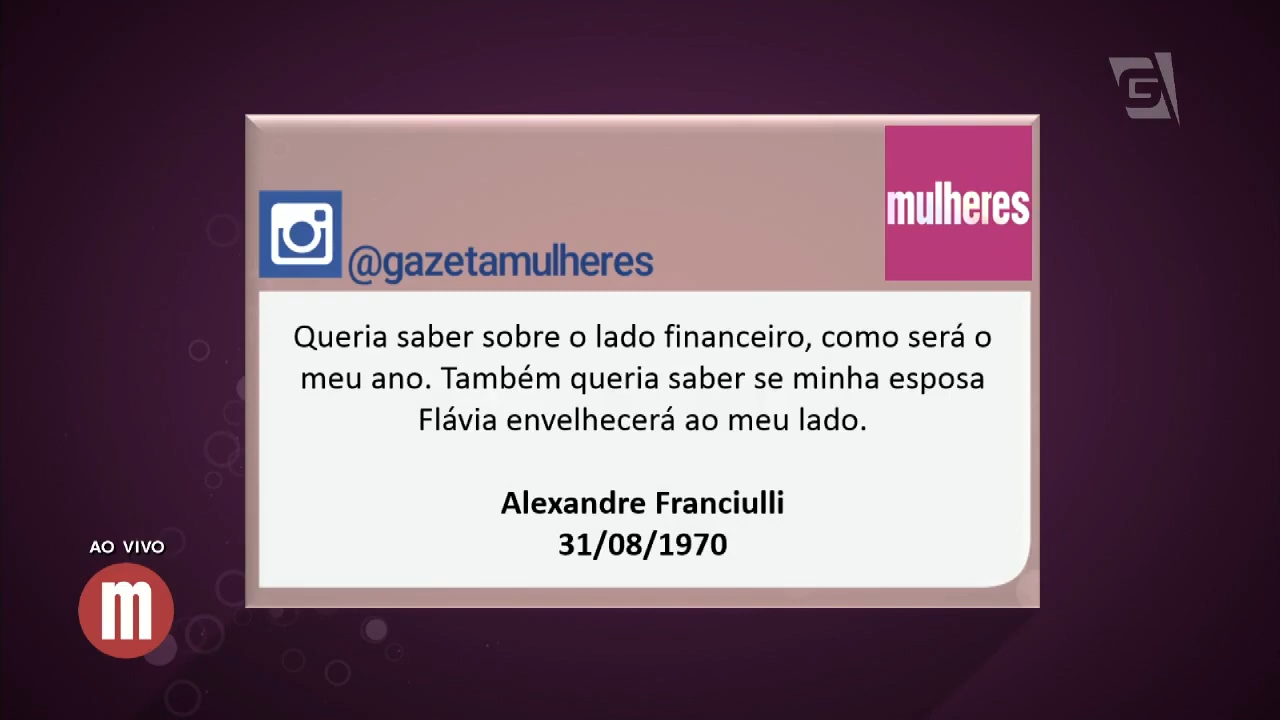 G
mulheres
@gazetamulheres
Queria saber sobre o lado financeiro, como será o
meu ano. Também queria saber se minha esposa
Flávia envelhecerá ao meu lado.
Alexandre Franciulli
31/08/1970
AO VIVO
m